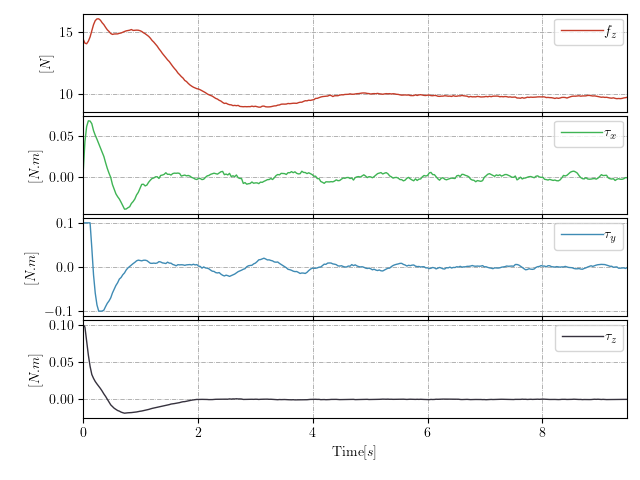 15
10
[N]
f_z
0.05
0.00
[N.m]
τ_x
0.1
0.0
−0.1
[N.m]
τ_y
0.10
0.05
0.00
[N.m]
τ_z
0 2 4 6 8
Time[s]